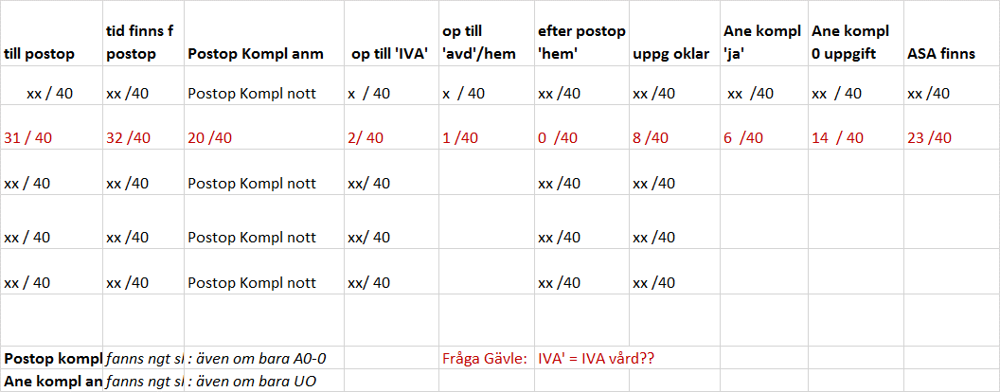 till postop tid finns f postop Postop Kompl anm op till 'IVA' op till 'avd'/hem efter postop 'hem' uppg oklar Ane kompl 'ja' Ane kompl 0 uppgift ASA finns
xx / 40 xx /40 Postop Kompl nott x / 40 x / 40 xx /40 xx /40 xx /40 xx / 40 xx /40
31 / 40 32 /40 20 /40 2/ 40 1 /40 0 /40 8 /40 6 /40 14 / 40 23 /40
xx / 40 xx /40 Postop Kompl nott xx/ 40 xx /40 xx /40
xx / 40 xx /40 Postop Kompl nott xx/ 40 xx /40 xx /40
xx / 40 xx /40 Postop Kompl nott xx/ 40 xx /40 xx /40
Postop kompl fanns ngt sl : även om bara A0-0 Fråga Gävle: IVA' = IVA vård??
Ane kompl an fanns ngt sl : även om bara UO